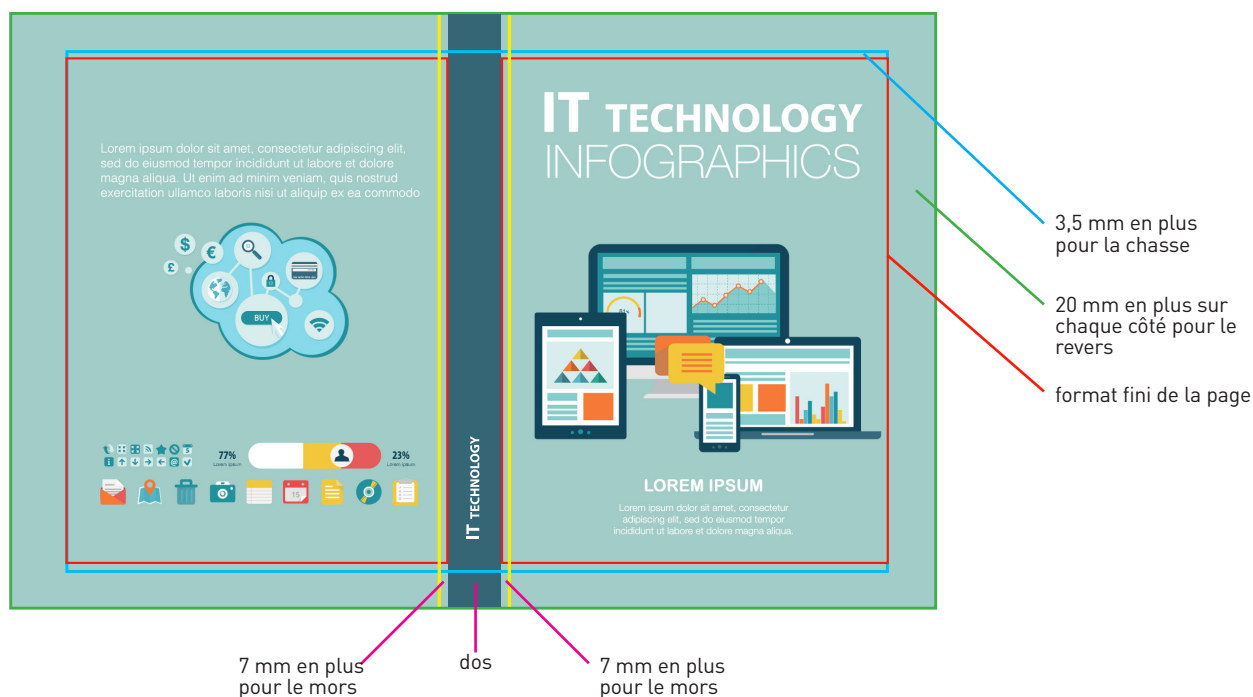 Lorem ipsum dolor sit amet, consectetur adipiscing elit,
sed do eiusmod tempor incididunt ut labore et dolore
magna aliqua. Ut enim ad minim veniam, quis nostrud
exercitation ullamco laboris nisi ut aliquip ex ea commodo
$
€
£
BUY
77%
Lorem ipsum
23%
Lorem ipsum
15
IT TECHNOLOGY
IT TECHNOLOGY
INFOGRAPHICS
LOREM IPSUM
Lorem ipsum dolor sit amet, consectetur
adipiscing elit, sed do eiusmod tempor
incididunt ut labore et dolore magna aliqua.
3,5 mm en plus
pour la chasse
20 mm en plus sur
chaque côté pour le
revers
format fini de la page
7 mm en plus
pour le mors
dos
7 mm en plus
pour le mors